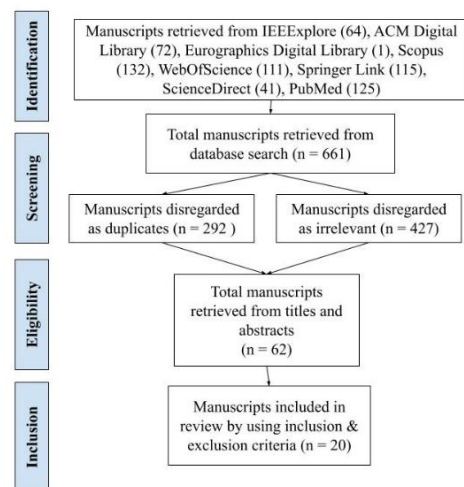 Identification
Manuscripts retrieved from IEEExplore (64), ACM Digital
Library (72), Eurographics Digital Library (1), Scopus
(132), WebOfScience (111), Springer Link (115),
ScienceDirect (41), PubMed (125)
Screening
Total manuscripts retrieved from
database search (n = 661)
Manuscripts disregarded
as duplicates (n = 292 )
Manuscripts disregarded
as irrelevant (n = 427)
Eligibility
Total manuscripts
retrieved from titles and
abstracts
(n = 62)
Inclusion
Manuscripts included in
review by using inclusion &
exclusion criteria (n = 20)